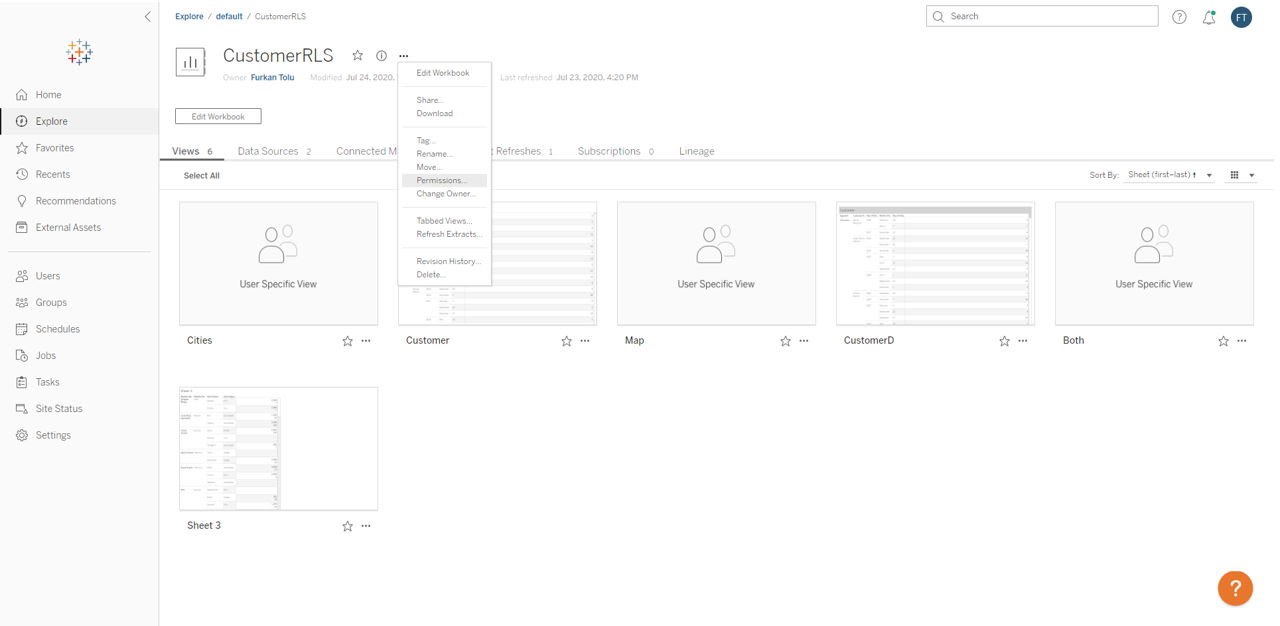 Explore / default / CustomerRLS
Search
FT
CustomerRLS
Owner Furkan Tolu Modified Jul 24, 2020, Last refreshed Jul 23, 2020, 4:20 PM
Edit Workbook
Home
Explore
Favorites
Recents
Recommendations
External Assets
Users
Groups
Schedules
Jobs
Tasks
Site Status
Settings
Edit Workbook
Share...
Download
Tag...
Rename...
Move...
Permissions...
Change Owner...
Tabbed Views...
Refresh Extracts...
Revision History...
Delete...
Views 6 Data Sources 2 Connected M t Refreshes 1 Subscriptions 0 Lineage
Select All
Sort By: Sheet (first–last) ↑
User Specific View
User Specific View
User Specific View
Cities
Customer
Map
CustomerD
Both
Sheet 3
?